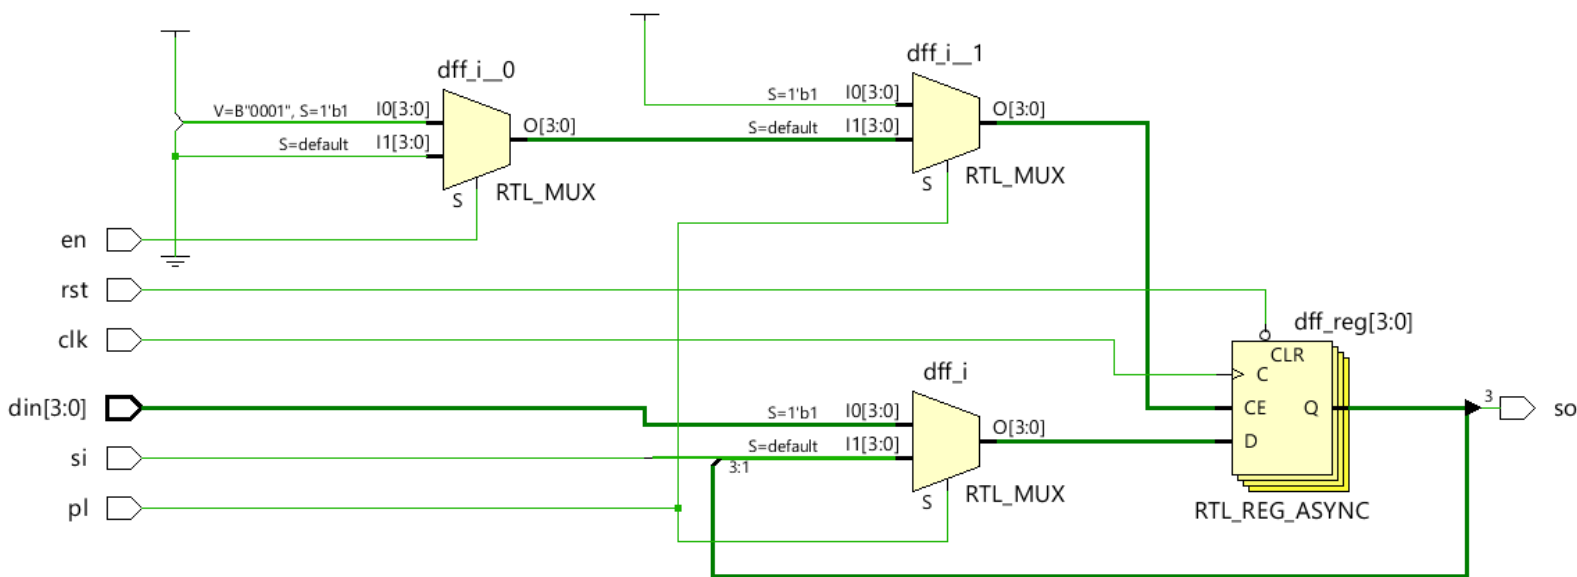 dff_i__0
V=B"0001", S=1'b1 I0[3:0]
S=default I1[3:0]
O[3:0]
S
RTL_MUX
dff_i__1
S=1'b1 I0[3:0]
S=default I1[3:0]
O[3:0]
S
RTL_MUX
en
rst
clk
din[3:0]
si
pl
dff_i
S=1'b1 I0[3:0]
S=default I1[3:0]
3:1
O[3:0]
S
RTL_MUX
dff_reg[3:0]
CLR
C
CE Q
D
RTL_REG_ASYNC
3
so